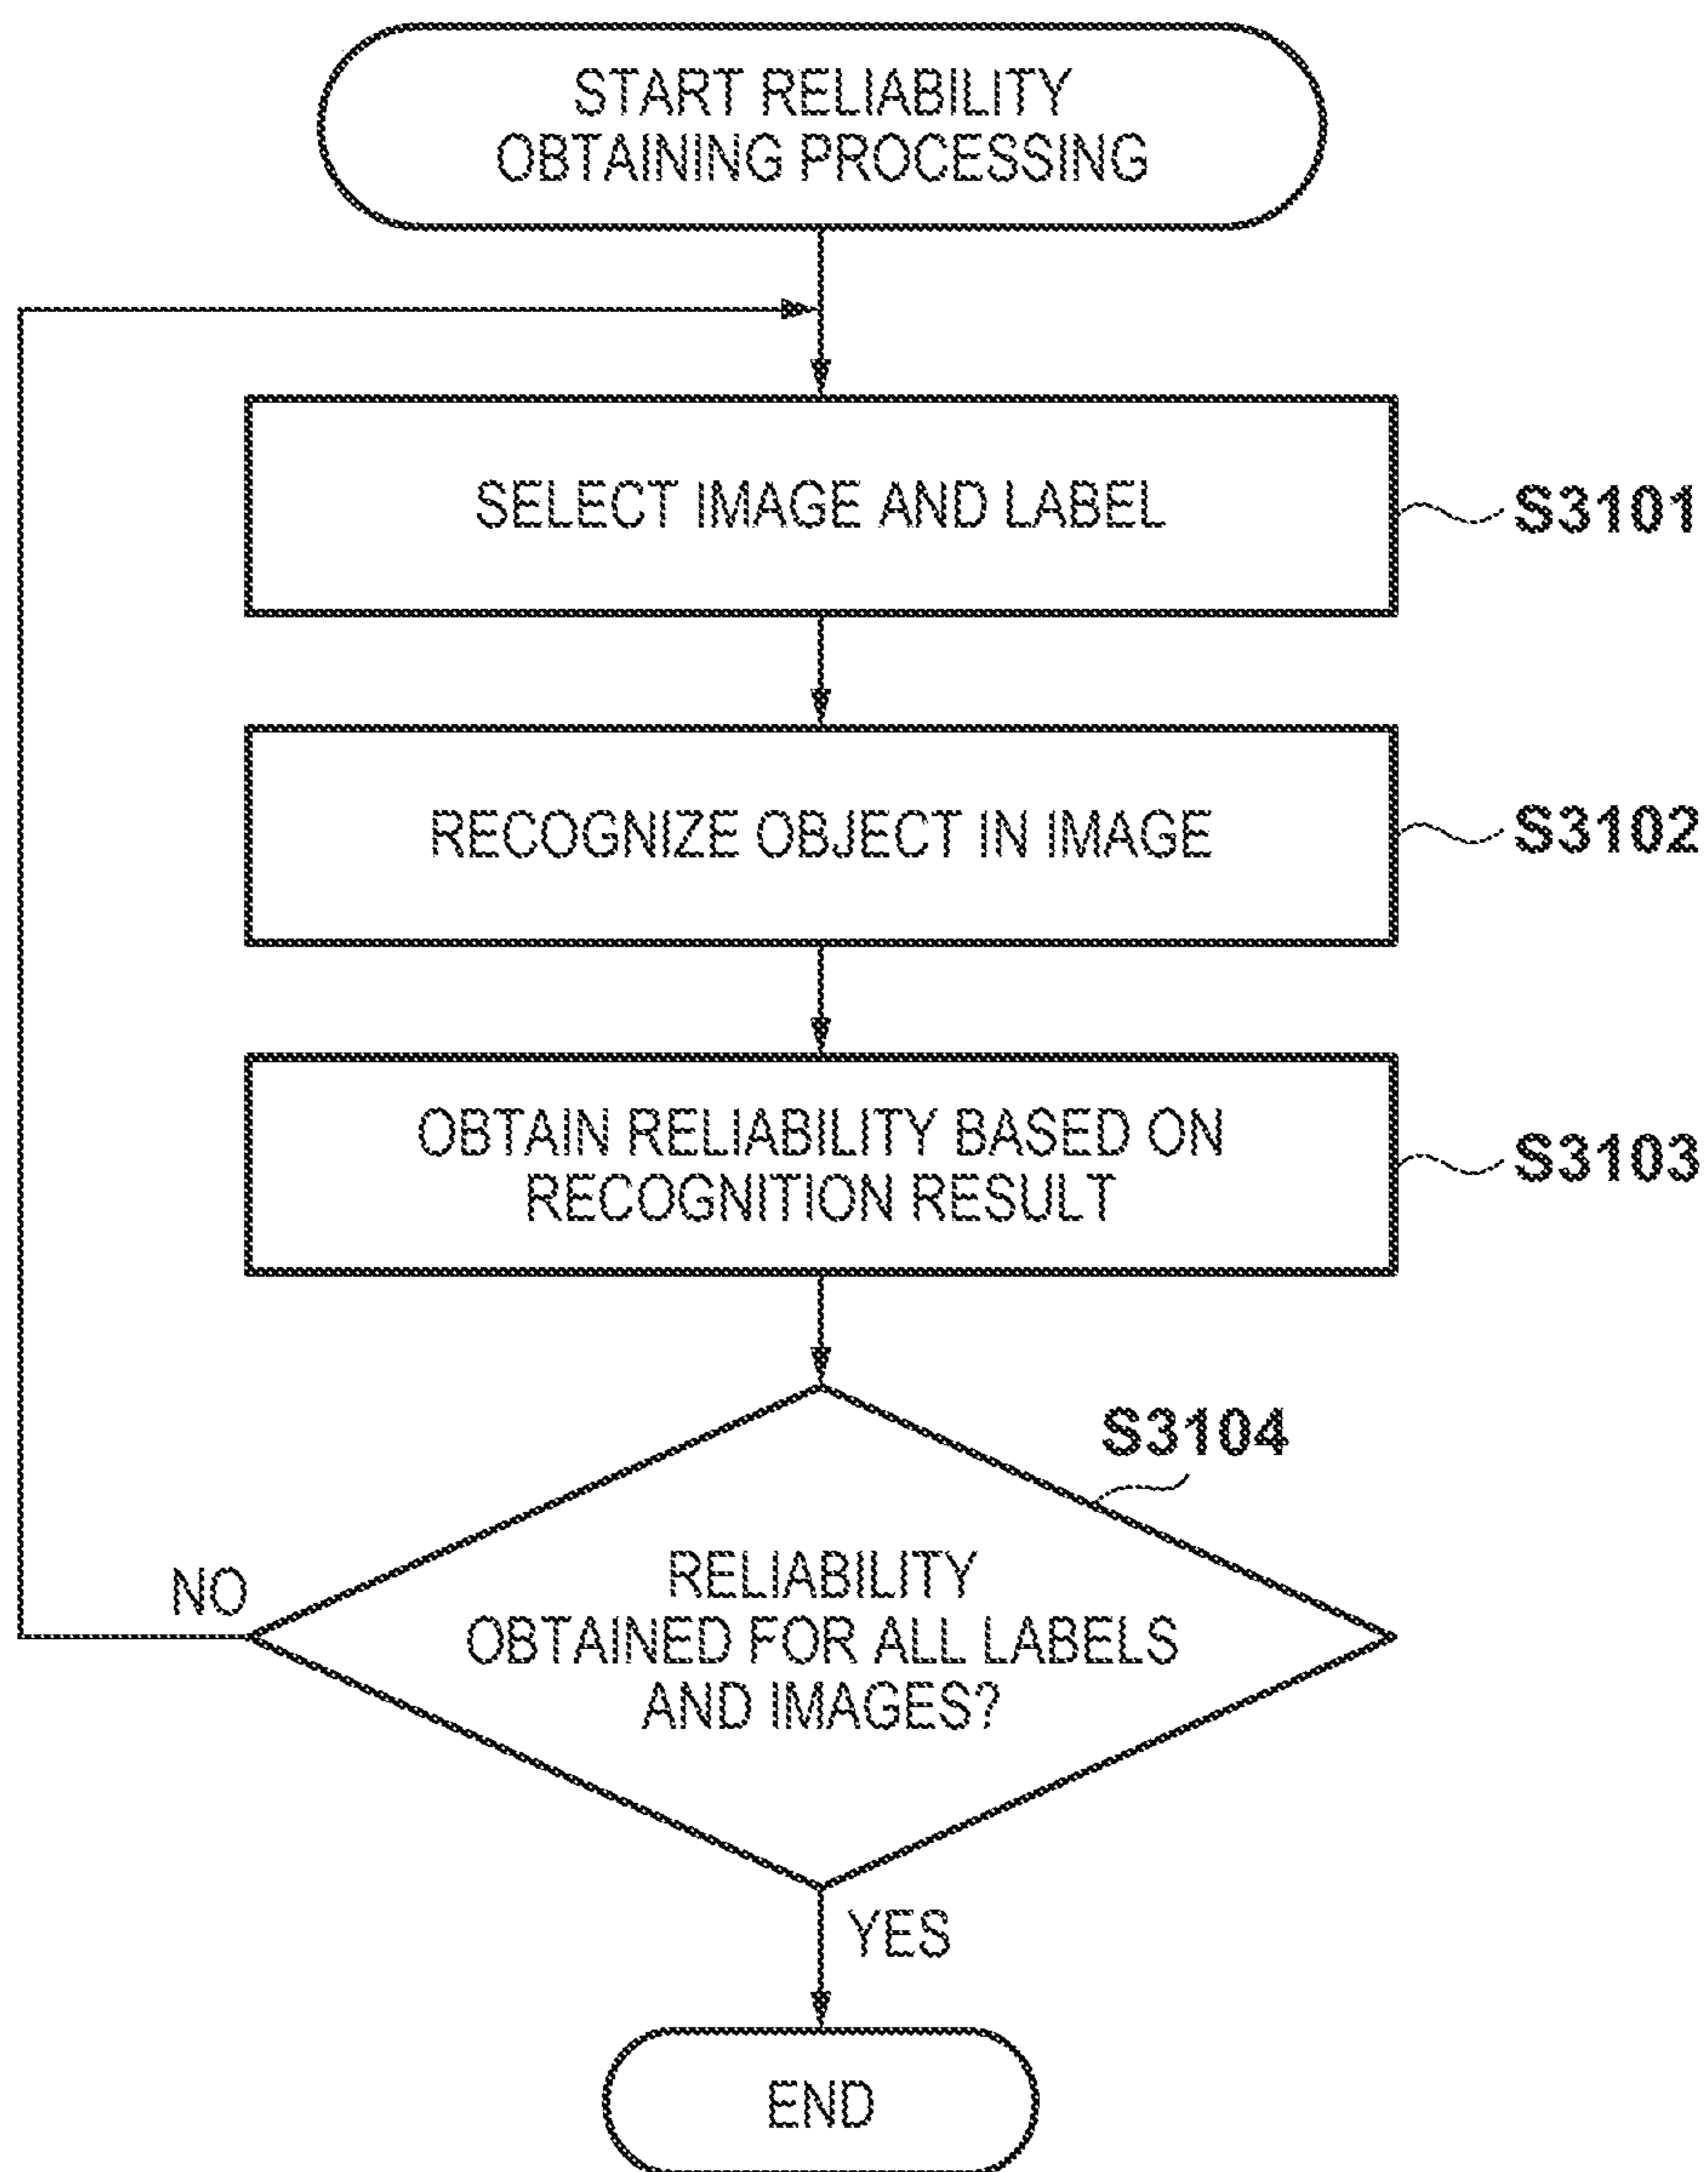 START RELIABILITY
OBTAINING PROCESSING
SELECT IMAGE AND LABEL
S3101
RECOGNIZE OBJECT IN IMAGE
S3102
OBTAIN RELIABILITY BASED ON
RECOGNITION RESULT
S3103
S3104
RELIABILITY
OBTAINED FOR ALL LABELS
AND IMAGES?
NO
YES
END